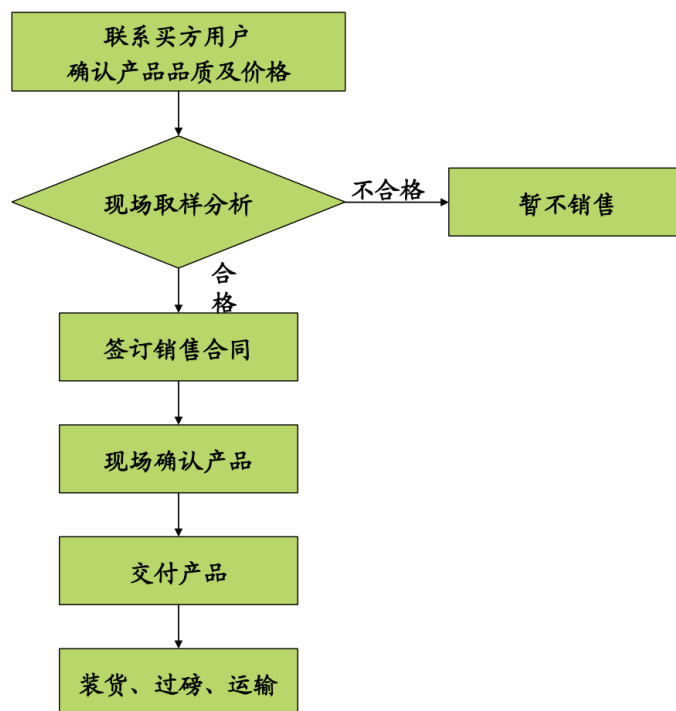 联系买方用户
确认产品品质及价格
现场取样分析
不合格
暂不销售
合
格
签订销售合同
现场确认产品
交付产品
装货、过磅、运输